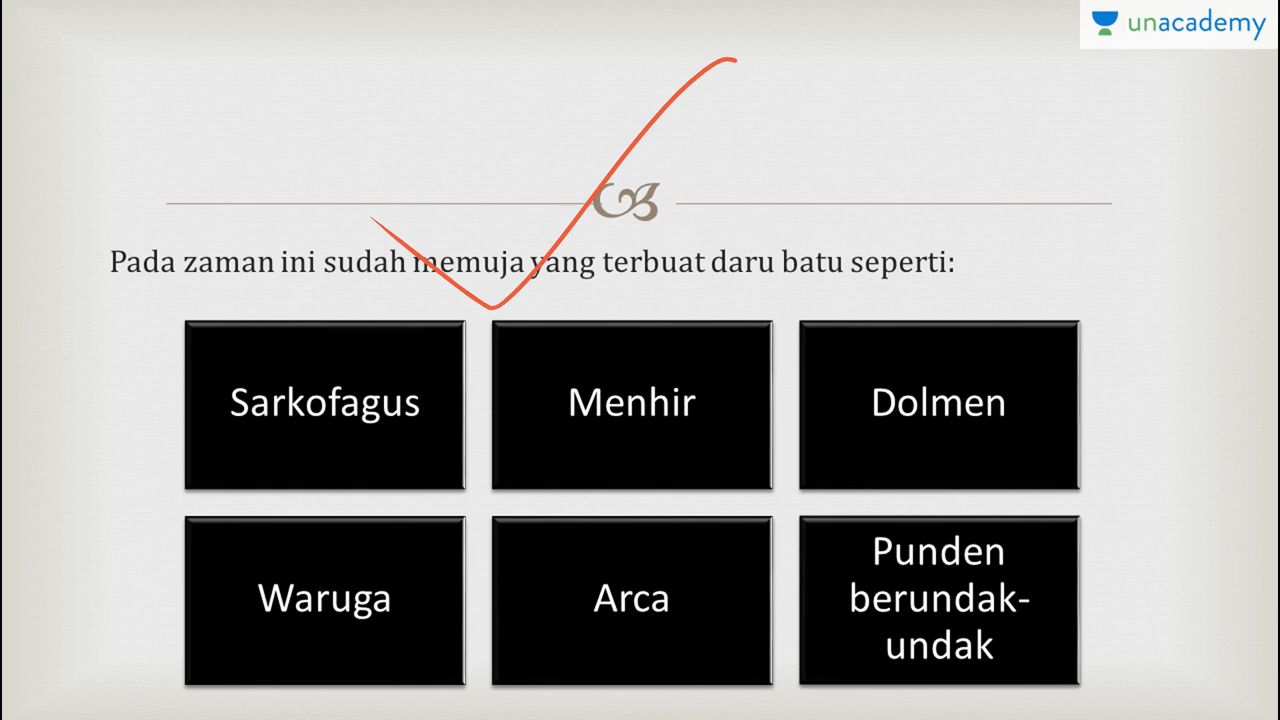 unacademy
Pada zaman ini sudah memuja yang terbuat daru batu seperti:
Sarkofagus
Menhir
Dolmen
Waruga
Arca
Punden
berundak-
undak